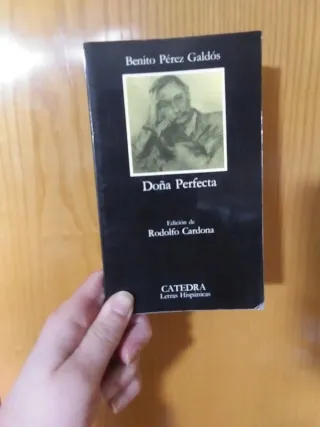 Benito Pérez Galdós
Doña Perfecta
Edición de
Rodolfo Cardona
CATEDRA
Letras Hispánicas